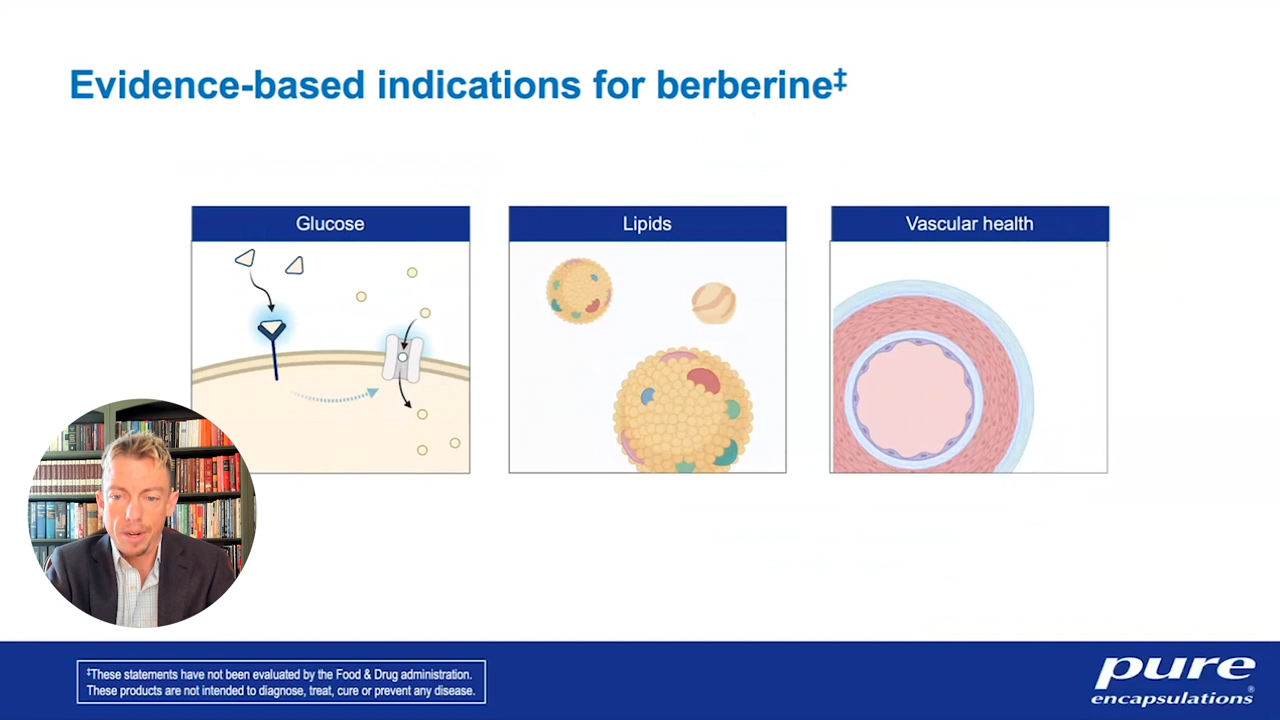 Evidence-based indications for berberine‡
Glucose
Lipids
Vascular health
‡These statements have not been evaluated by the Food & Drug administration.
These products are not intended to diagnose, treat, cure or prevent any disease.
pure
encapsulations®